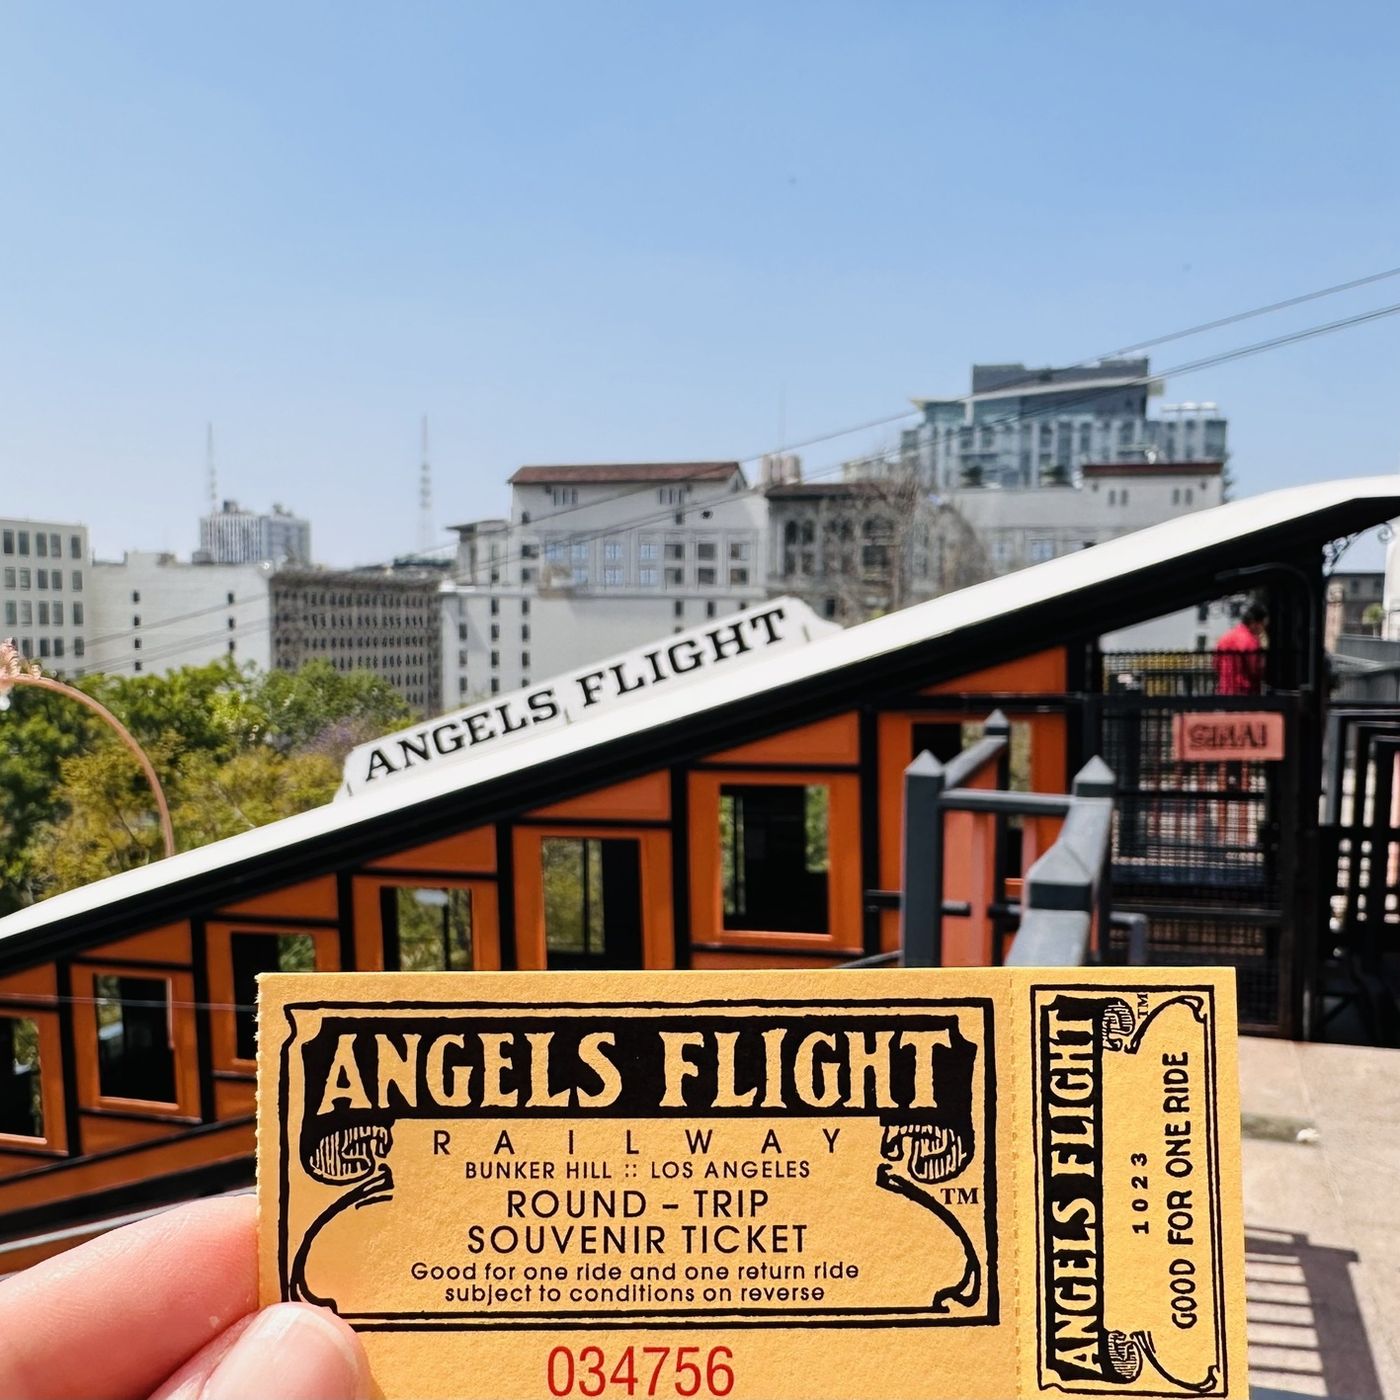 ANGELS FLIGHT
ANGELS FLIGHT
RAILWAY
BUNKER HILL :: LOS ANGELES
ROUND – TRIP
SOUVENIR TICKET
Good for one ride and one return ride
subject to conditions on reverse
TM
034756
ANGELS FLIGHT TM
1023
GOOD FOR ONE RIDE